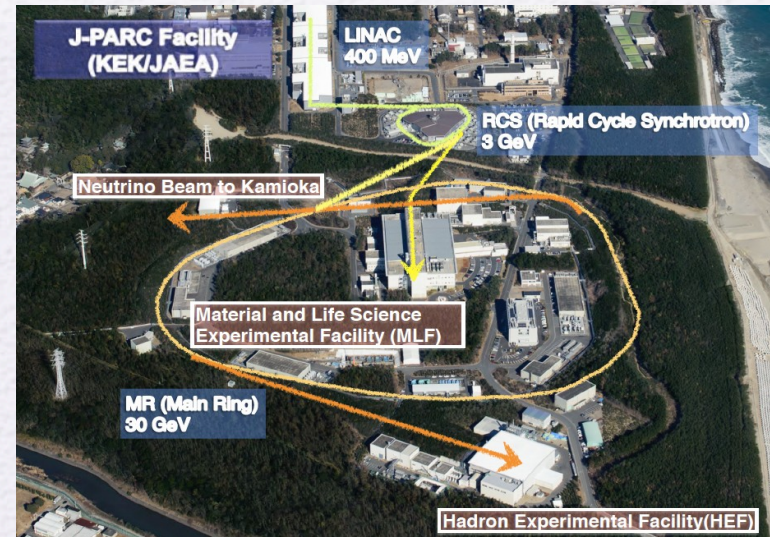 J-PARC Facility
(KEK/JAEA)
LINAC
400 MeV
RCS (Rapid Cycle Synchrotron)
3 GeV
Neutrino Beam to Kamioka
Material and Life Science
Experimental Facility (MLF)
MR (Main Ring)
30 GeV
Hadron Experimental Facility(HEF)